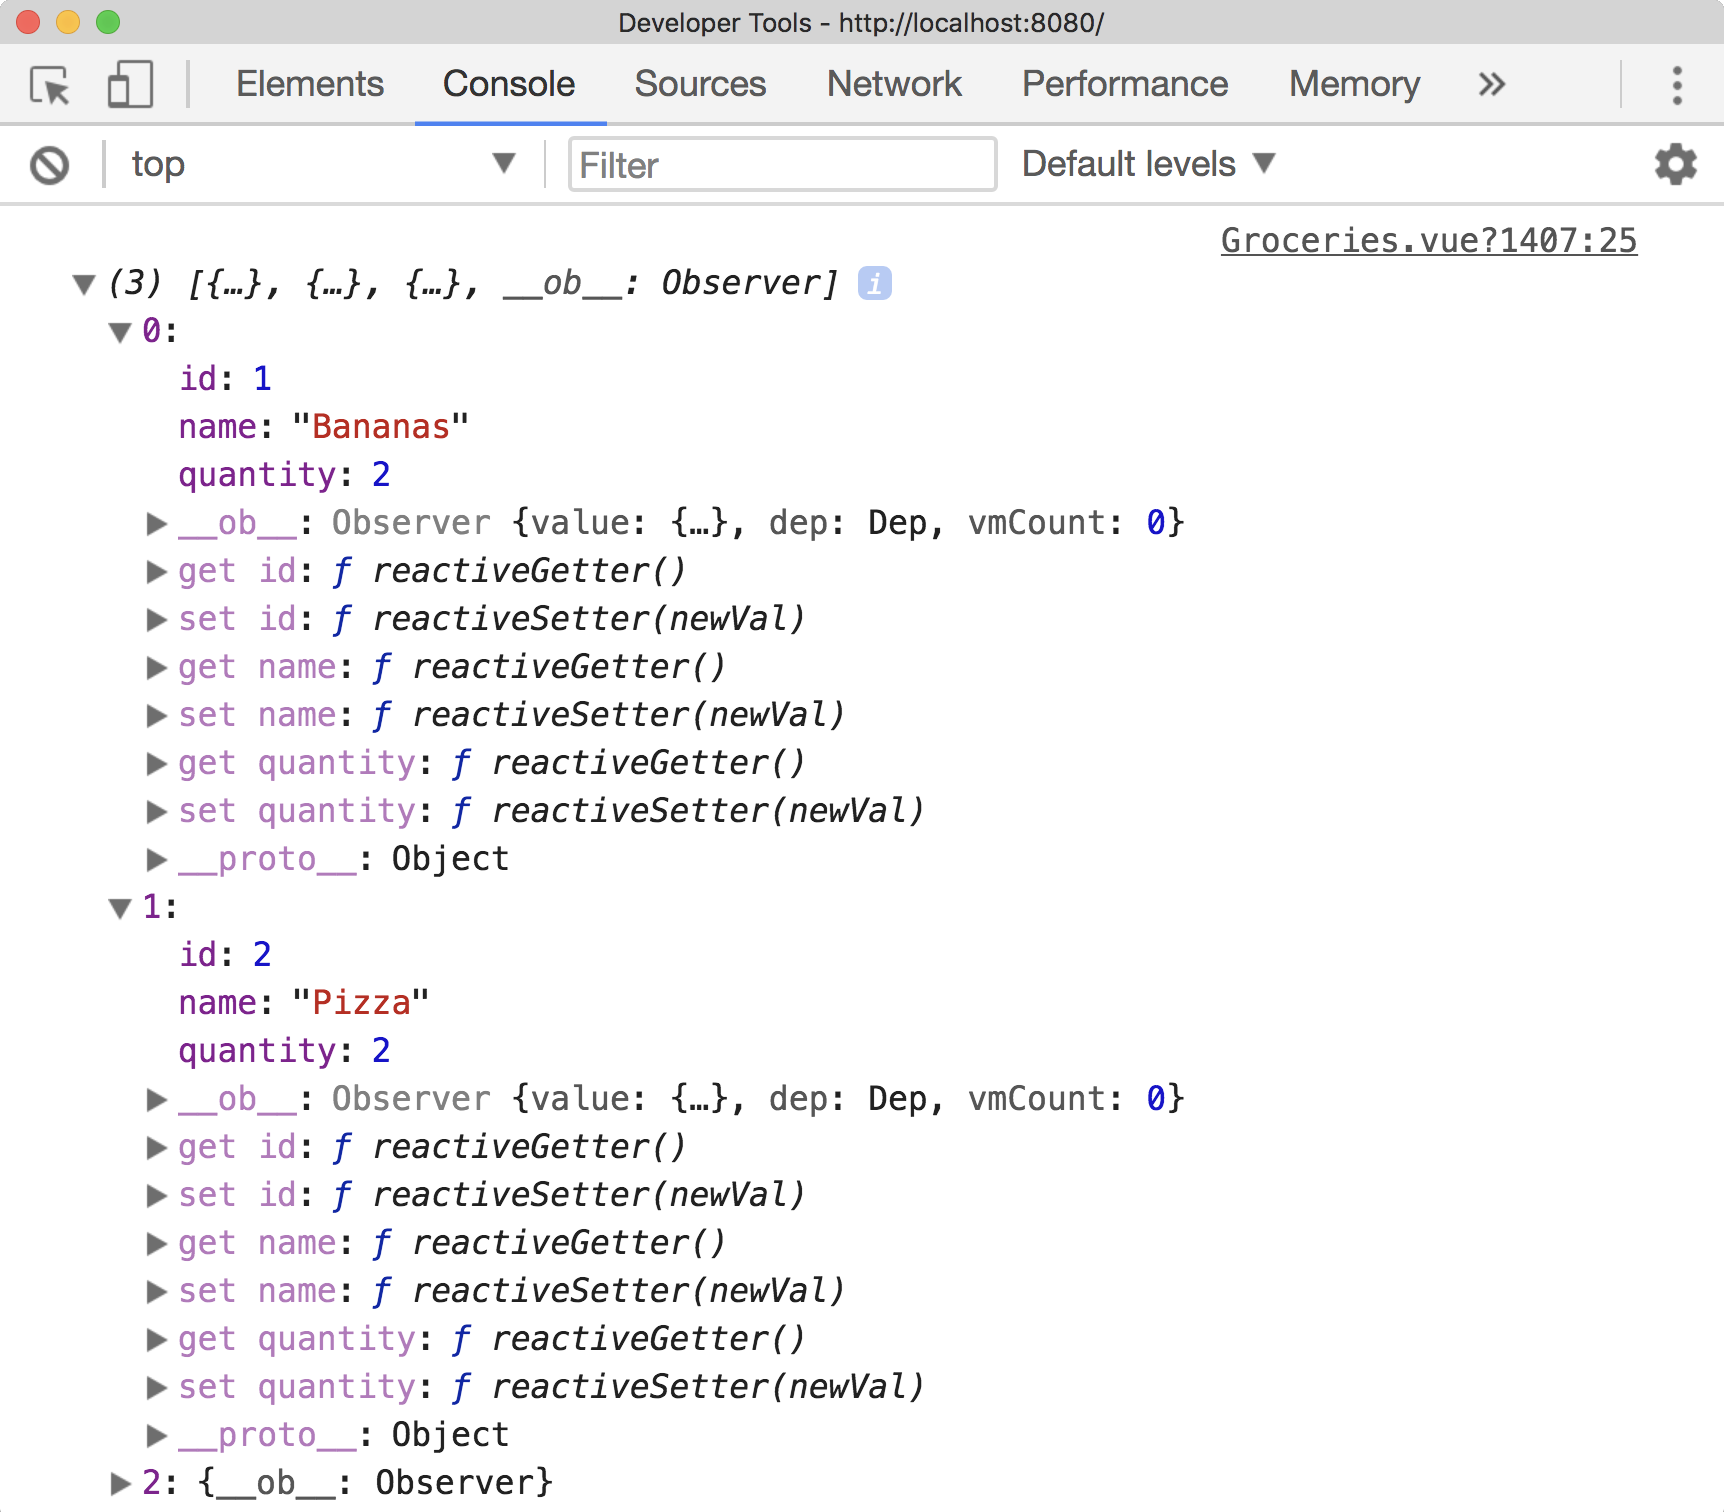 Developer Tools - http://localhost:8080/
Elements Console Sources Network Performance Memory »
top ▼ Filter Default levels ▼
Groceries.vue?1407:25
▼ (3) [{…}, {…}, {…}, __ob__: Observer] i
▼ 0:
id: 1
name: "Bananas"
quantity: 2
▶ __ob__: Observer {value: {…}, dep: Dep, vmCount: 0}
▶ get id: ƒ reactiveGetter()
▶ set id: ƒ reactiveSetter(newVal)
▶ get name: ƒ reactiveGetter()
▶ set name: ƒ reactiveSetter(newVal)
▶ get quantity: ƒ reactiveGetter()
▶ set quantity: ƒ reactiveSetter(newVal)
▶ __proto__: Object
▼ 1:
id: 2
name: "Pizza"
quantity: 2
▶ __ob__: Observer {value: {…}, dep: Dep, vmCount: 0}
▶ get id: ƒ reactiveGetter()
▶ set id: ƒ reactiveSetter(newVal)
▶ get name: ƒ reactiveGetter()
▶ set name: ƒ reactiveSetter(newVal)
▶ get quantity: ƒ reactiveGetter()
▶ set quantity: ƒ reactiveSetter(newVal)
▶ __proto__: Object
▶ 2: {__ob__: Observer}